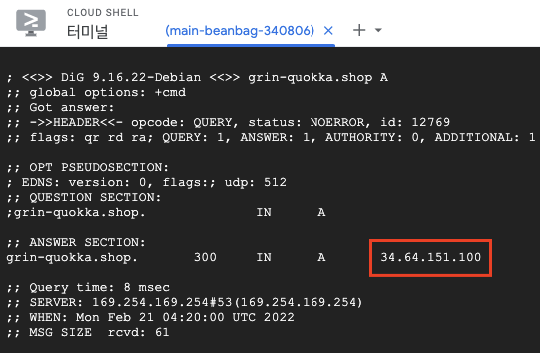 CLOUD SHELL
터미널
(main-beanbag-340806) × + ▾
; <<>> DiG 9.16.22-Debian <<>> grin-quokka.shop A
;; global options: +cmd
;; Got answer:
;; ->>HEADER<<- opcode: QUERY, status: NOERROR, id: 12769
;; flags: qr rd ra; QUERY: 1, ANSWER: 1, AUTHORITY: 0, ADDITIONAL: 1
;; OPT PSEUDOSECTION:
; EDNS: version: 0, flags:; udp: 512
;; QUESTION SECTION:
;grin-quokka.shop. IN A
;; ANSWER SECTION:
grin-quokka.shop. 300 IN A 34.64.151.100
;; Query time: 8 msec
;; SERVER: 169.254.169.254#53(169.254.169.254)
;; WHEN: Mon Feb 21 04:20:00 UTC 2022
;; MSG SIZE rcvd: 61